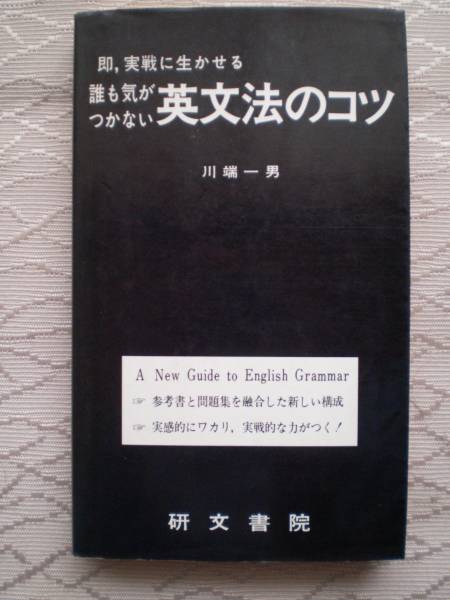 即,実戦に生かせる
誰も気が
つかない
英文法のコツ
川端一男
A New Guide to English Grammar
☞ 参考書と問題集を融合した新しい構成
☞ 実感的にワカリ,実戦的な力がつく!
研文書院